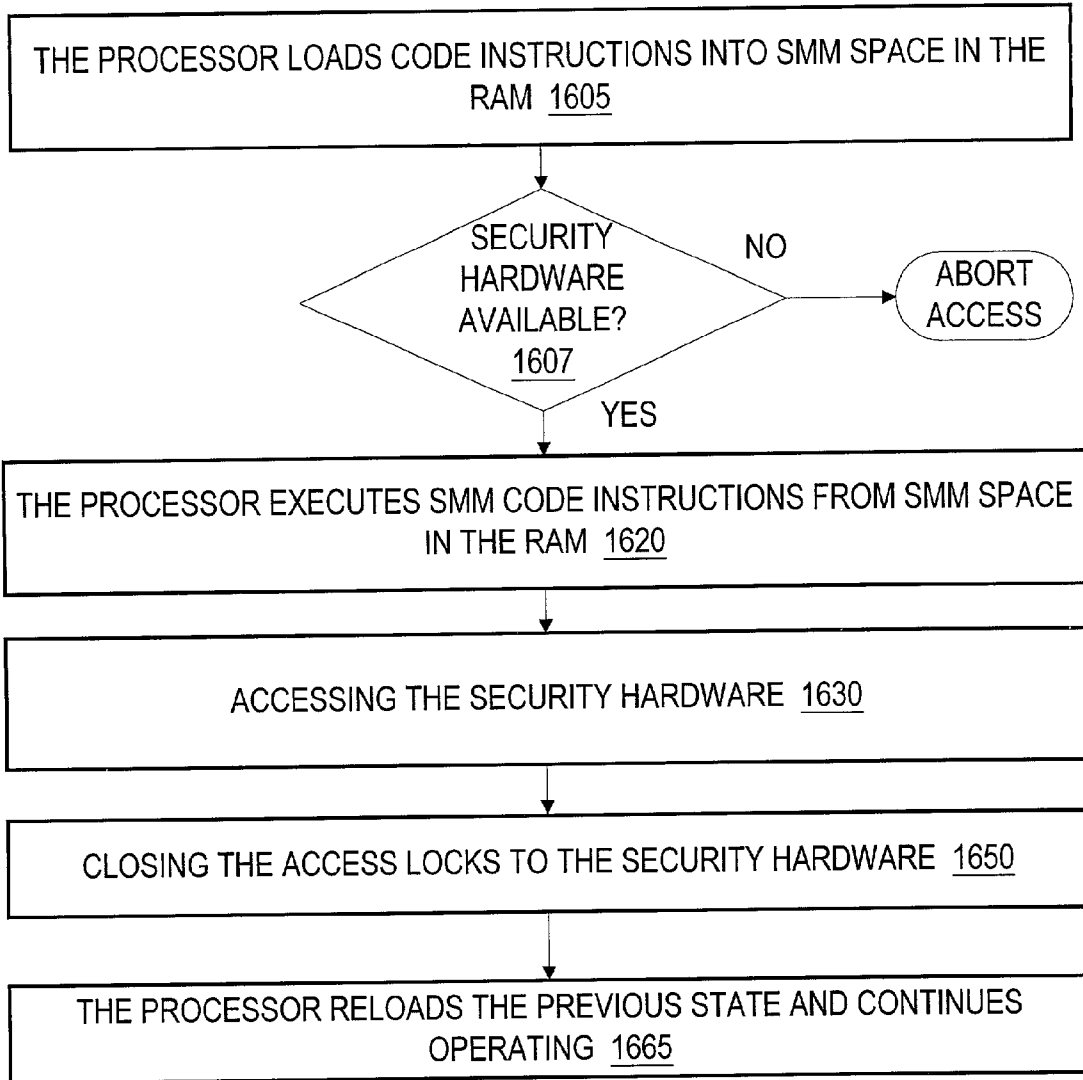 THE PROCESSOR LOADS CODE INSTRUCTIONS INTO SMM SPACE IN THE
RAM 1605
SECURITY
HARDWARE
AVAILABLE?
1607
NO
ABORT
ACCESS
YES
THE PROCESSOR EXECUTES SMM CODE INSTRUCTIONS FROM SMM SPACE
IN THE RAM 1620
ACCESSING THE SECURITY HARDWARE 1630
CLOSING THE ACCESS LOCKS TO THE SECURITY HARDWARE 1650
THE PROCESSOR RELOADS THE PREVIOUS STATE AND CONTINUES
OPERATING 1665